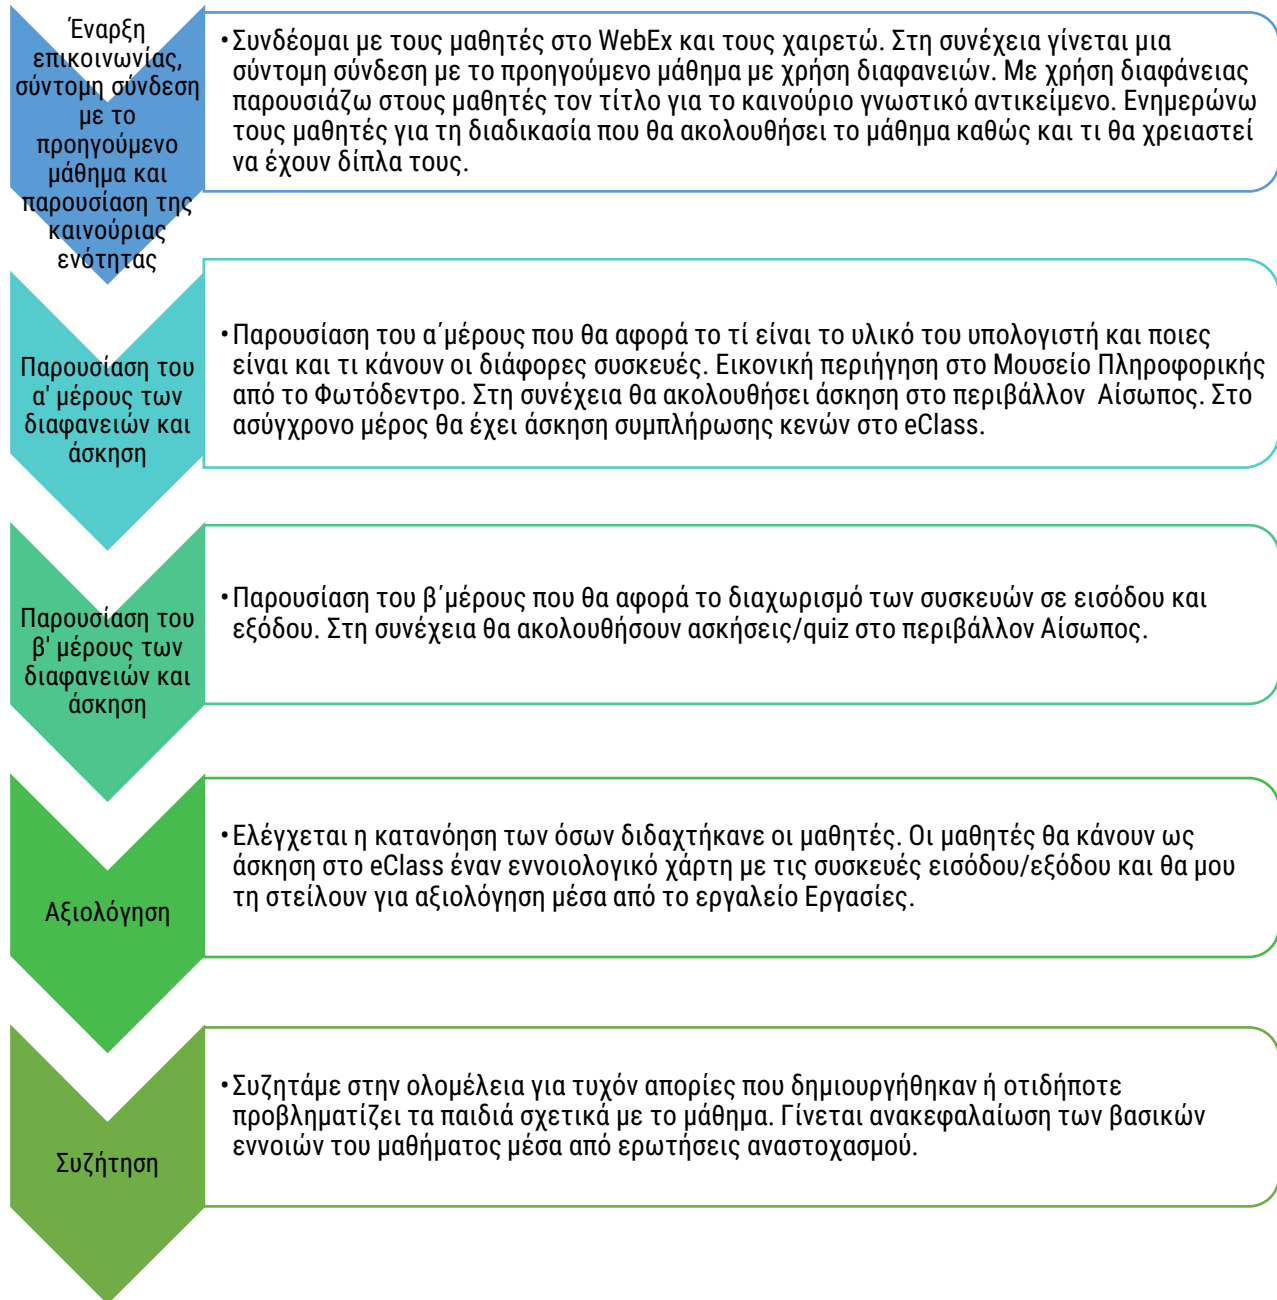 Έναρξη
επικοινωνίας,
σύντομη σύνδεση
με το
προηγούμενο
μάθημα και
παρουσίαση της
καινούριας
ενότητας
•Συνδέομαι με τους μαθητές στο WebEx και τους χαιρετώ. Στη συνέχεια γίνεται μια
σύντομη σύνδεση με το προηγούμενο μάθημα με χρήση διαφανειών. Με χρήση διαφάνειας
παρουσιάζω στους μαθητές τον τίτλο για το καινούριο γνωστικό αντικείμενο. Ενημερώνω
τους μαθητές για τη διαδικασία που θα ακολουθήσει το μάθημα καθώς και τι θα χρειαστεί
να έχουν δίπλα τους.
Παρουσίαση του
α' μέρους των
διαφανειών και
άσκηση
•Παρουσίαση του α΄μέρους που θα αφορά το τί είναι το υλικό του υπολογιστή και ποιες
είναι και τι κάνουν οι διάφορες συσκευές. Εικονική περιήγηση στο Μουσείο Πληροφορικής
από το Φωτόδεντρο. Στη συνέχεια θα ακολουθήσει άσκηση στο περιβάλλον  Αίσωπος. Στο
ασύγχρονο μέρος θα έχει άσκηση συμπλήρωσης κενών στο eClass.
Παρουσίαση του
β' μέρους των
διαφανειών και
άσκηση
•Παρουσίαση του β΄μέρους που θα αφορά το διαχωρισμό των συσκευών σε εισόδου και
εξόδου. Στη συνέχεια θα ακολουθήσουν ασκήσεις/quiz στο περιβάλλον Αίσωπος.
Αξιολόγηση
•Ελέγχεται η κατανόηση των όσων διδαχτήκανε οι μαθητές. Οι μαθητές θα κάνουν ως
άσκηση στο eClass έναν εννοιολογικό χάρτη με τις συσκευές εισόδου/εξόδου και θα μου
τη στείλουν για αξιολόγηση μέσα από το εργαλείο Εργασίες.
Συζήτηση
•Συζητάμε στην ολομέλεια για τυχόν απορίες που δημιουργήθηκαν ή οτιδήποτε
προβληματίζει τα παιδιά σχετικά με το μάθημα. Γίνεται ανακεφαλαίωση των βασικών
εννοιών του μαθήματος μέσα από ερωτήσεις αναστοχασμού.